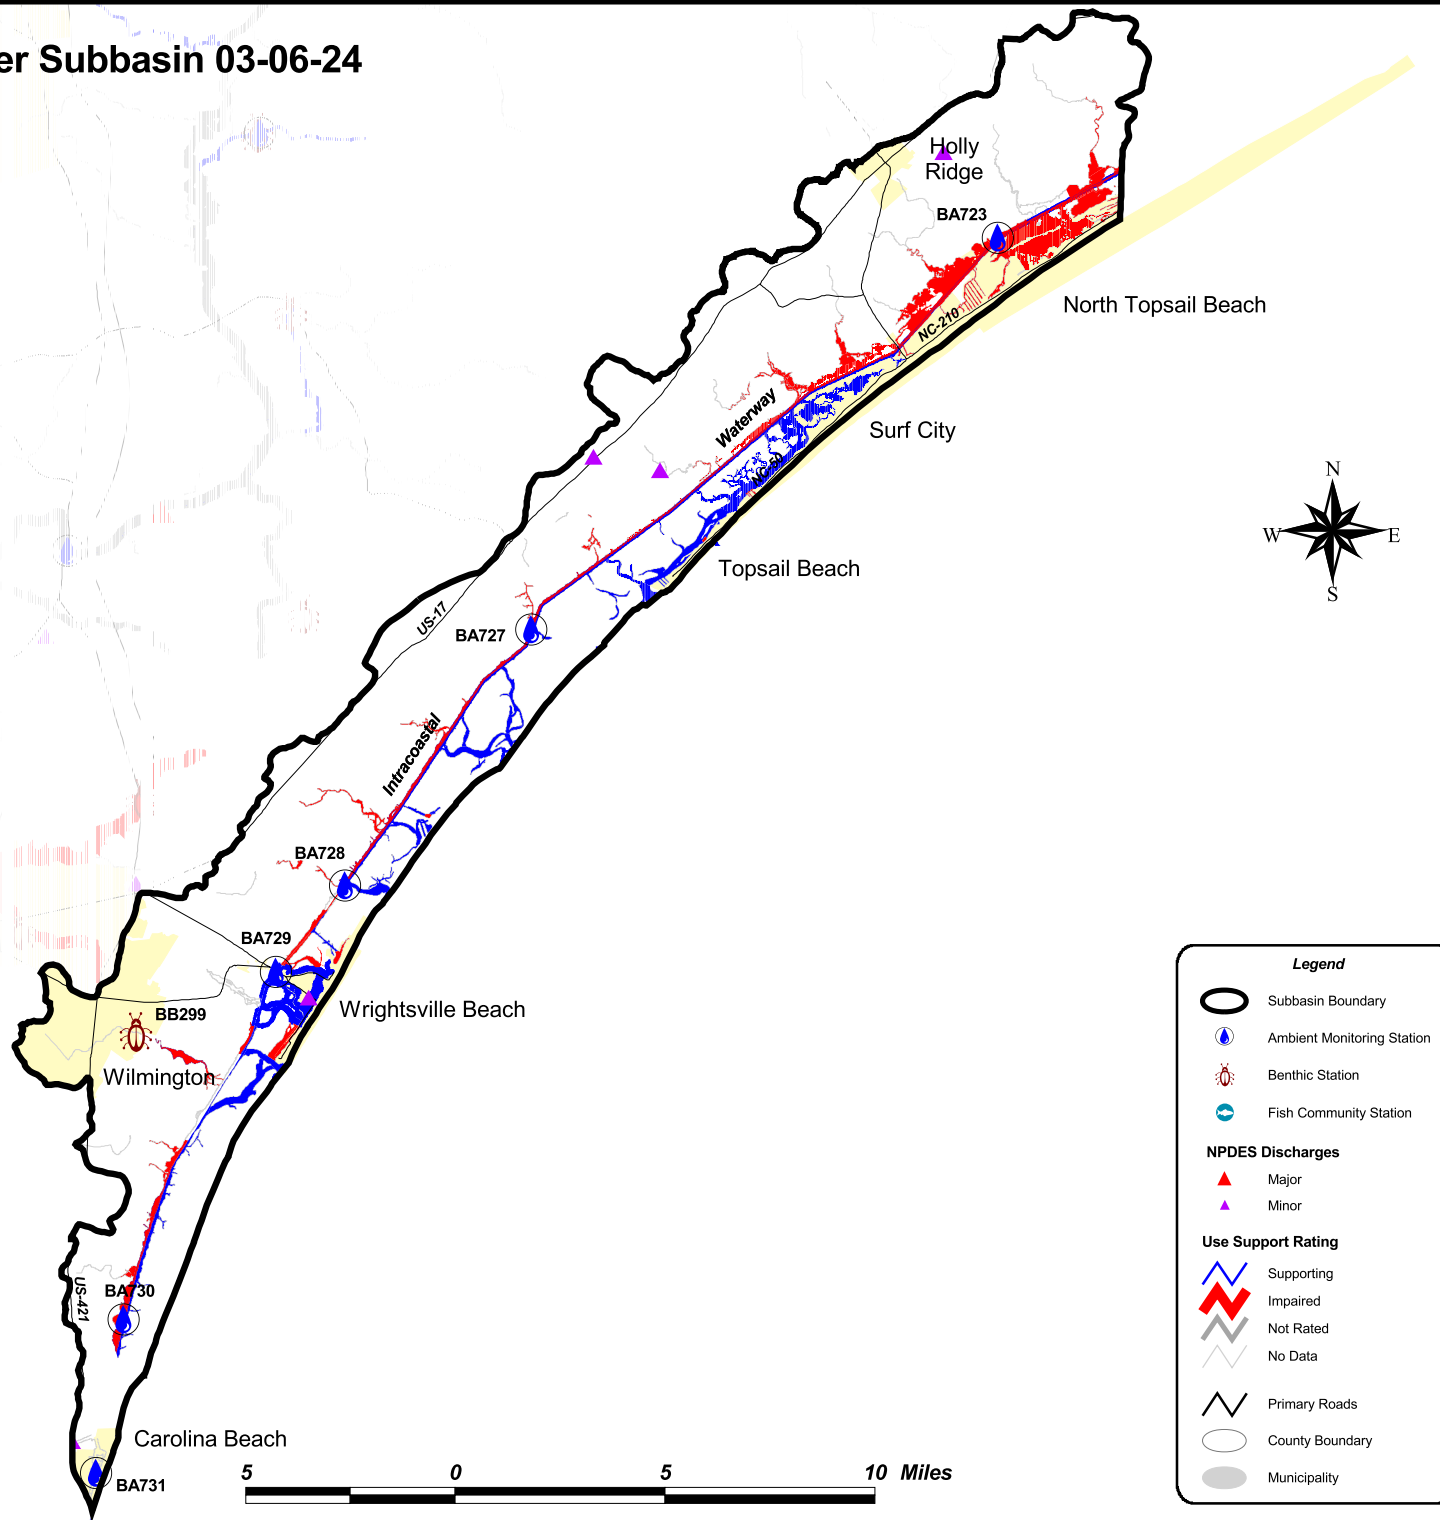 er Subbasin 03-06-24
Holly
Ridge
BA723
North Topsail Beach
NC-210
Surf City
Waterway
NC-50
Topsail Beach
US-17
BA727
Intracoastal
BA728
BA729
Wrightsville Beach
BB299
Wilmington
BA730
US-421
Carolina Beach
BA731
5 0 5 10 Miles
N
W E
S
Legend
Subbasin Boundary
Ambient Monitoring Station
Benthic Station
Fish Community Station
NPDES Discharges
Major
Minor
Use Support Rating
Supporting
Impaired
Not Rated
No Data
Primary Roads
County Boundary
Municipality